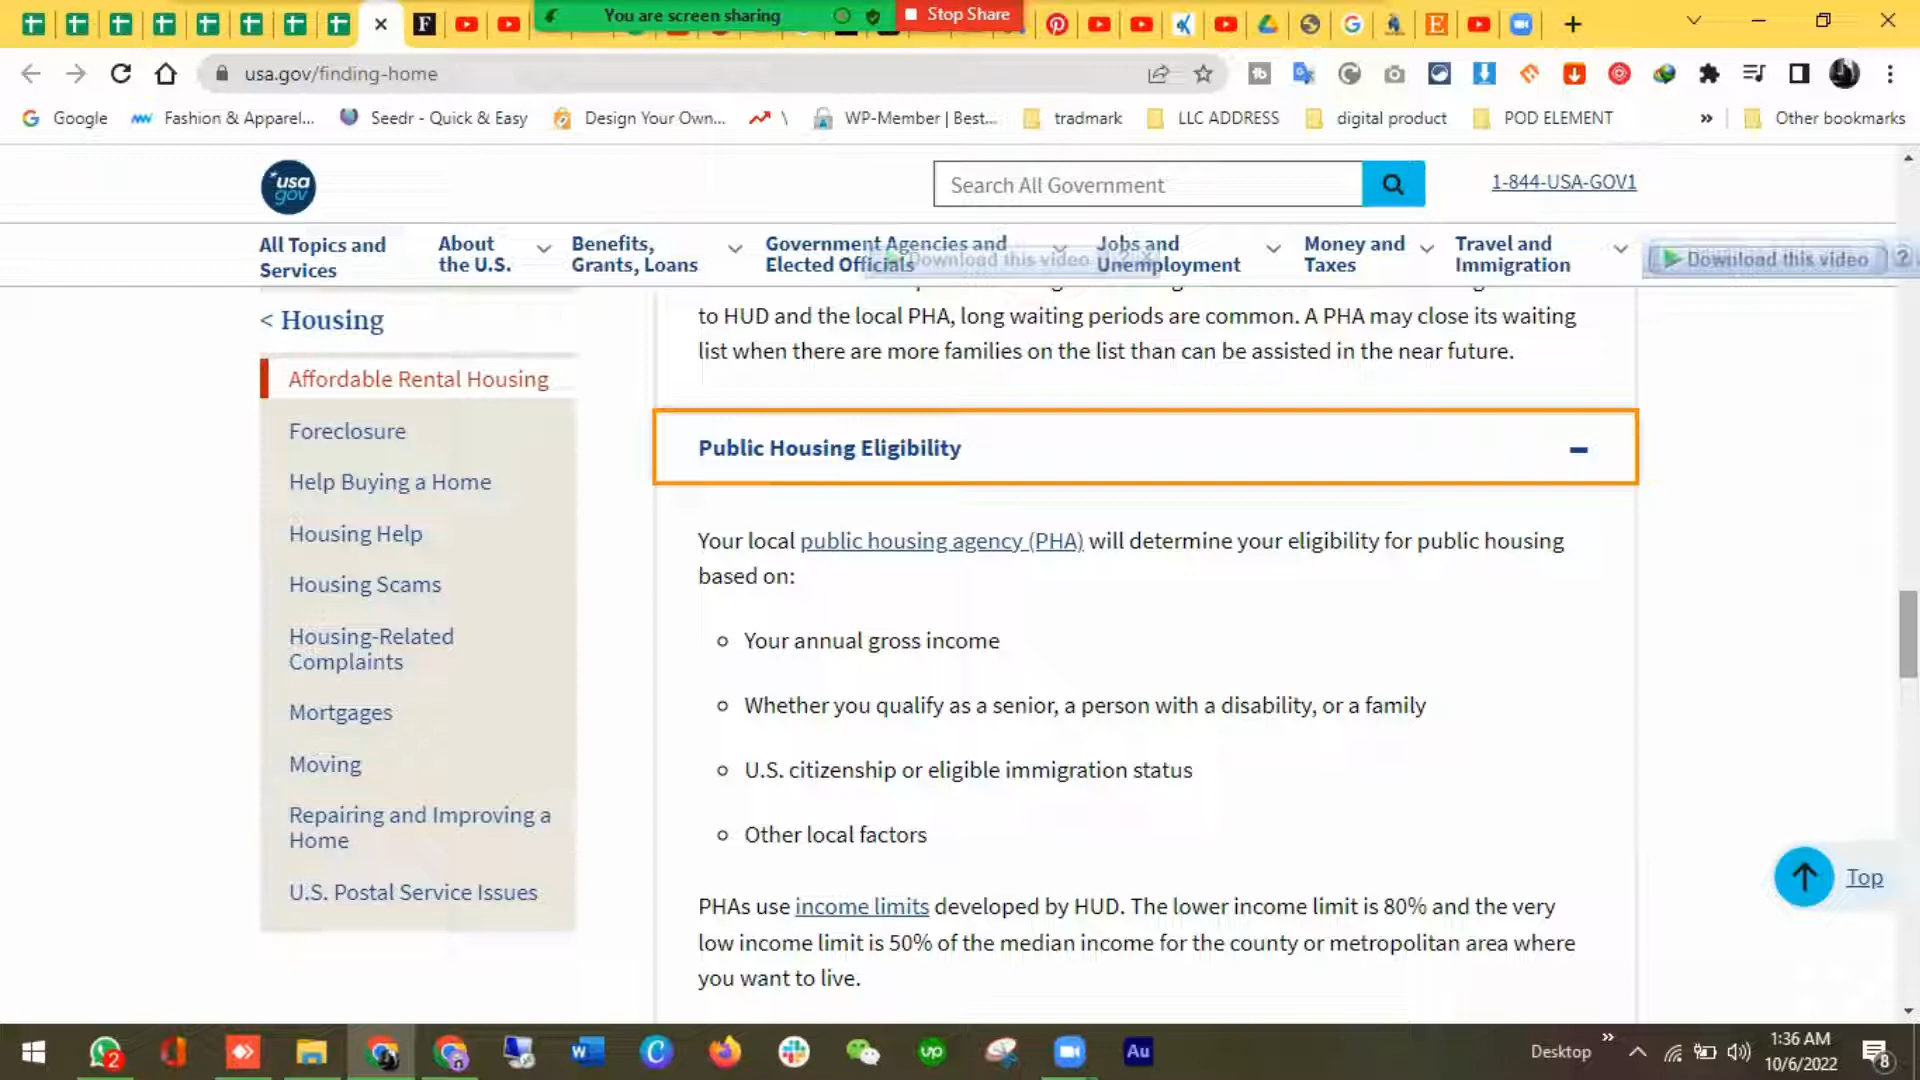 You are screen sharing
Stop Share
usa.gov/finding-home
Google
Fashion & Apparel...
Seedr - Quick & Easy
Design Your Own...
\
WP-Member | Best...
tradmark
LLC ADDRESS
digital product
POD ELEMENT
»
Other bookmarks
usa
gov
Search All Government
1-844-USA-GOV1
All Topics and
Services
About
the U.S.
Benefits,
Grants, Loans
Government Agencies and
Elected Officials
Jobs and
Unemployment
Money and
Taxes
Travel and
Immigration
Download this video
Download this video ?
< Housing
Affordable Rental Housing
Foreclosure
Help Buying a Home
Housing Help
Housing Scams
Housing-Related
Complaints
Mortgages
Moving
Repairing and Improving a
Home
U.S. Postal Service Issues
to HUD and the local PHA, long waiting periods are common. A PHA may close its waiting
list when there are more families on the list than can be assisted in the near future.
Public Housing Eligibility
Your local public housing agency (PHA) will determine your eligibility for public housing
based on:
Your annual gross income
Whether you qualify as a senior, a person with a disability, or a family
U.S. citizenship or eligible immigration status
Other local factors
PHAs use income limits developed by HUD. The lower income limit is 80% and the very
low income limit is 50% of the median income for the county or metropolitan area where
you want to live.
Top
2
up
Au
Desktop
»
1:36 AM
10/6/2022
8